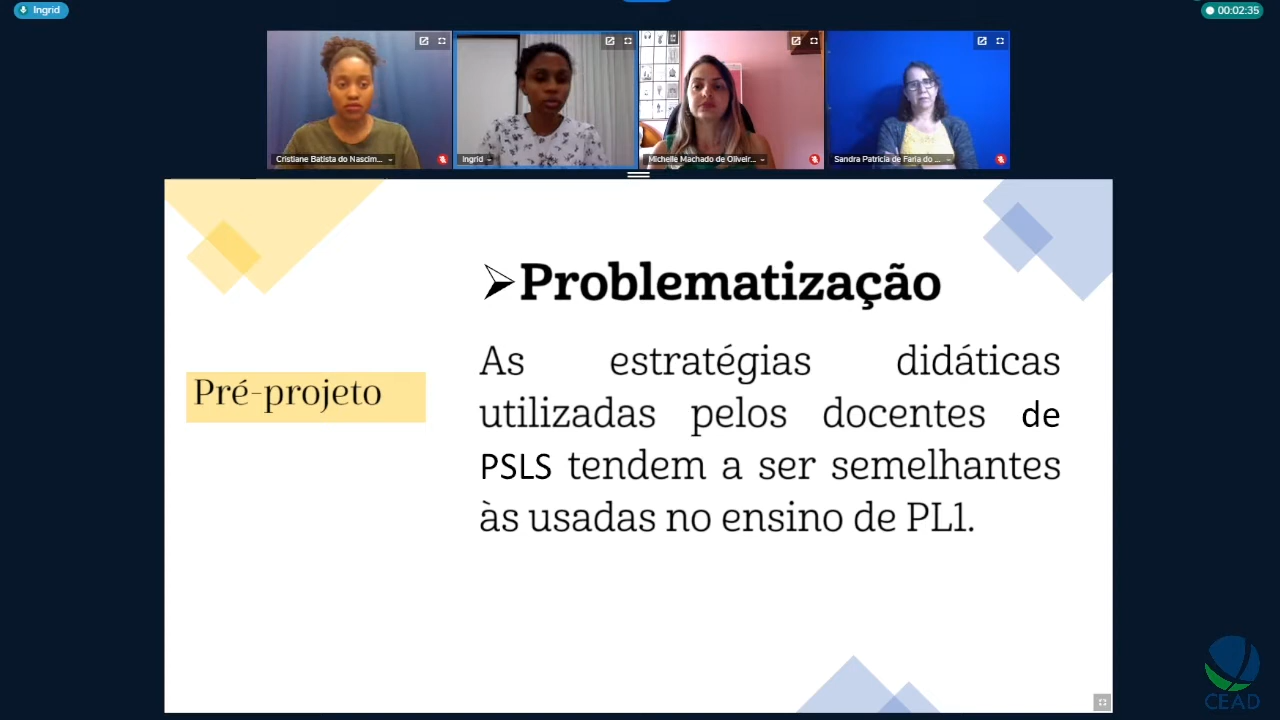 Ingrid
00:02:35
Cristiane Batista do Nascim...
Ingrid
Michelle Machado de Oliveir...
Sandra Patricia de Faria do ...
➢Problematização
As estratégias didáticas
utilizadas pelos docentes de
PSLS tendem a ser semelhantes
às usadas no ensino de PL1.
Pré-projeto
CEAD